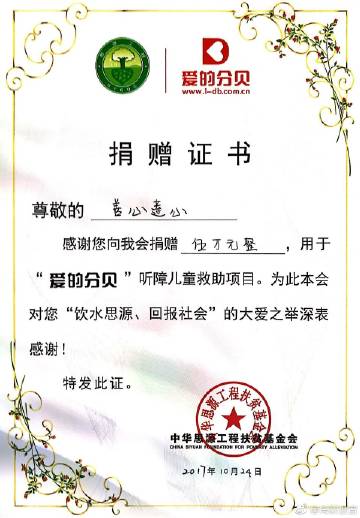 爱的分贝
www.l-db.com.cn
捐赠证书
尊敬的 善心莲心
感谢您向我会捐赠 伍万元整 ，用于
“爱的分贝”听障儿童救助项目。为此本会
对您“饮水思源、回报社会”的大爱之举深表
感谢！
特发此证。
中华思源工程扶贫基金会
中华思源工程扶贫基金会
CHINA SIYUAN FOUNDATION FOR POVERTY ALLEVIATION
2017年10月24日